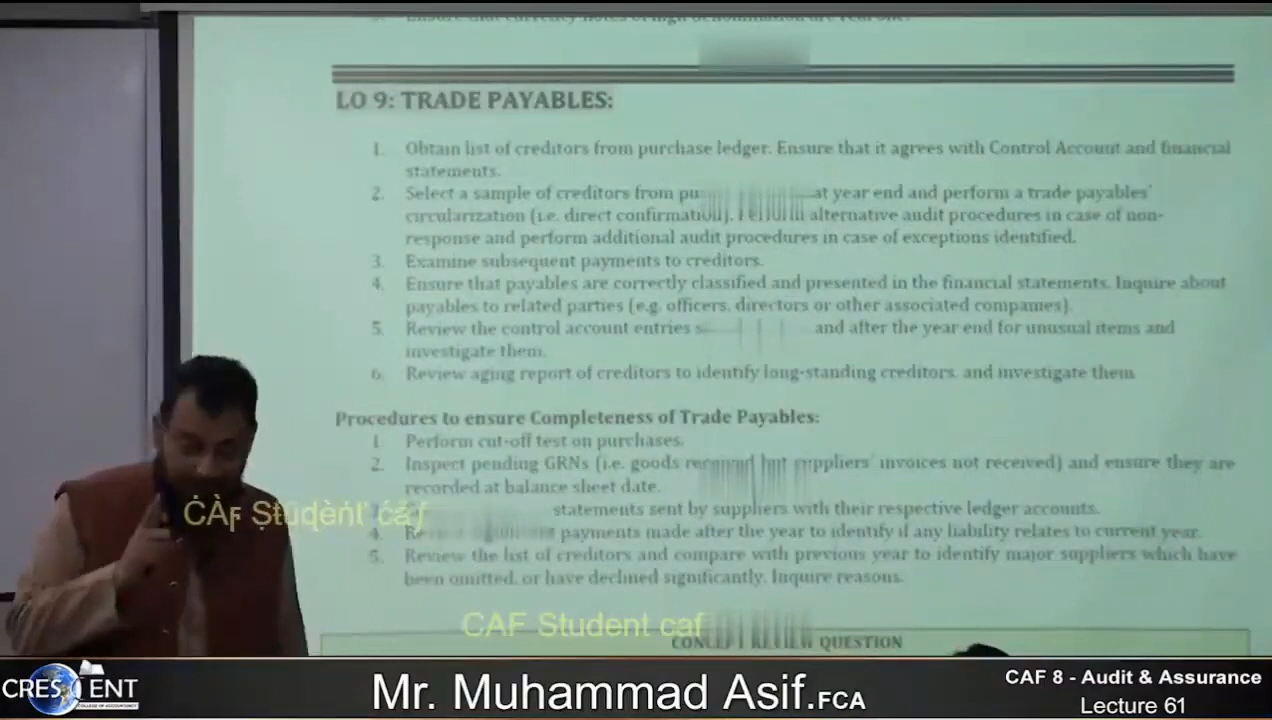 LO 9: TRADE PAYABLES:
1. Obtain list of creditors from purchase ledger. Ensure that it agrees with Control Account and financial
statements.
2. Select a sample of creditors from at year end and perform a trade payables'
circularization (i.e. direct confirmation). Perform alternative audit procedures in case of non-
response and perform additional audit procedures in case of exceptions identified.
3. Examine subsequent payments to creditors.
4. Ensure that payables are correctly classified and presented in the financial statements. Inquire about
payables to related parties (e.g. officers, directors or other associated companies).
5. Review the control account entries and after the year end for unusual items and
investigate them.
6. Review aging report of creditors to identify long-standing creditors, and investigate them
Procedures to ensure Completeness of Trade Payables:
1. Perform cut-off test on purchases.
2. Inspect pending GRNs (i.e. goods received but suppliers' invoices not received) and ensure they are
recorded at balance sheet date.
statements sent by suppliers with their respective ledger accounts.
4. payments made after the year to identify if any liability relates to current year.
5. Review the list of creditors and compare with previous year to identify major suppliers which have
been omitted, or have declined significantly. Inquire reasons.
CAF Student caf
CONCEPT REVIEW QUESTION
CRESCENT
COLLEGE OF ACCOUNTANCY
Mr. Muhammad Asif.FCA
CAF 8 - Audit & Assurance
Lecture 61